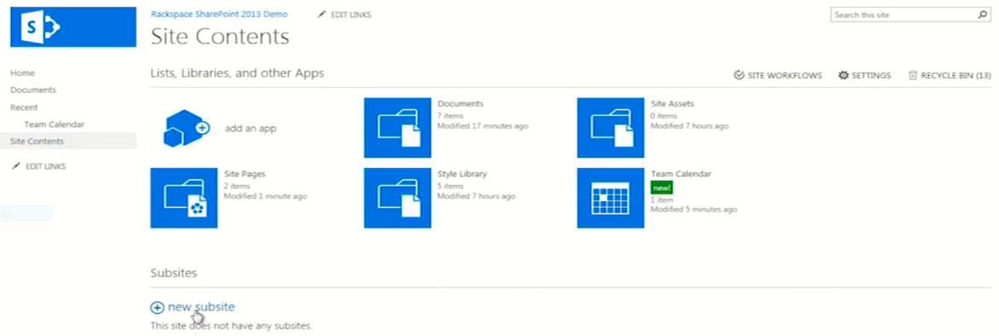 Rackspace SharePoint 2013 Demo
EDIT LINKS
Search this site
Site Contents
Home
Documents
Recent
Team Calendar
Site Contents
EDIT LINKS
Lists, Libraries, and other Apps
SITE WORKFLOWS
SETTINGS
RECYCLE BIN (13)
add an app
Documents
7 items
Modified 17 minutes ago
Site Assets
0 items
Modified 7 hours ago
Site Pages
2 items
Modified 1 minute ago
Style Library
5 items
Modified 7 hours ago
Team Calendar
new!
1 item
Modified 5 minutes ago
Subsites
new subsite
This site does not have any subsites.
S